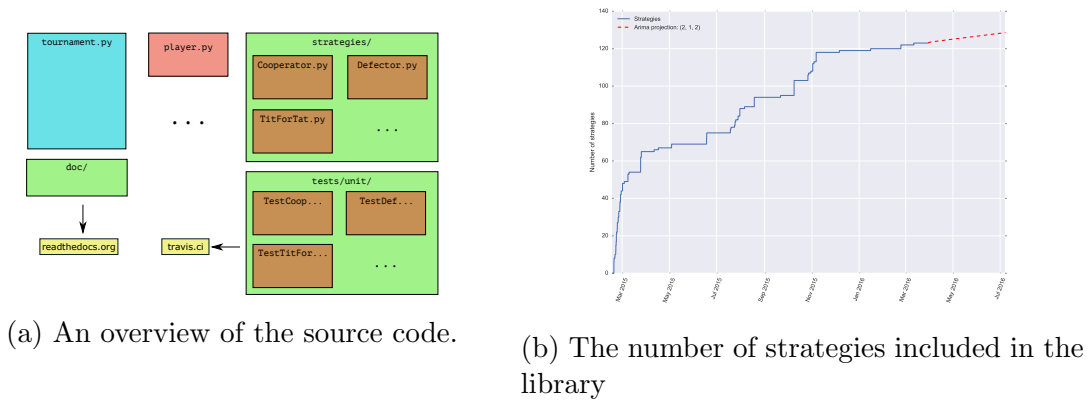 tournament.py
player.py
strategies/
Cooperator.py
Defector.py
TitForTat.py
...
...
doc/
tests/unit/
TestCoop...
TestDef...
TestTitFor...
...
readthedocs.org
travis.ci
(a) An overview of the source code.
Strategies
Arima projection: (2, 1, 2)
Number of strategies
140
120
100
80
60
40
20
0
Mar 2015
May 2015
Jul 2015
Sep 2015
Nov 2015
Jan 2016
Mar 2016
May 2016
Jul 2016
(b) The number of strategies included in the
library